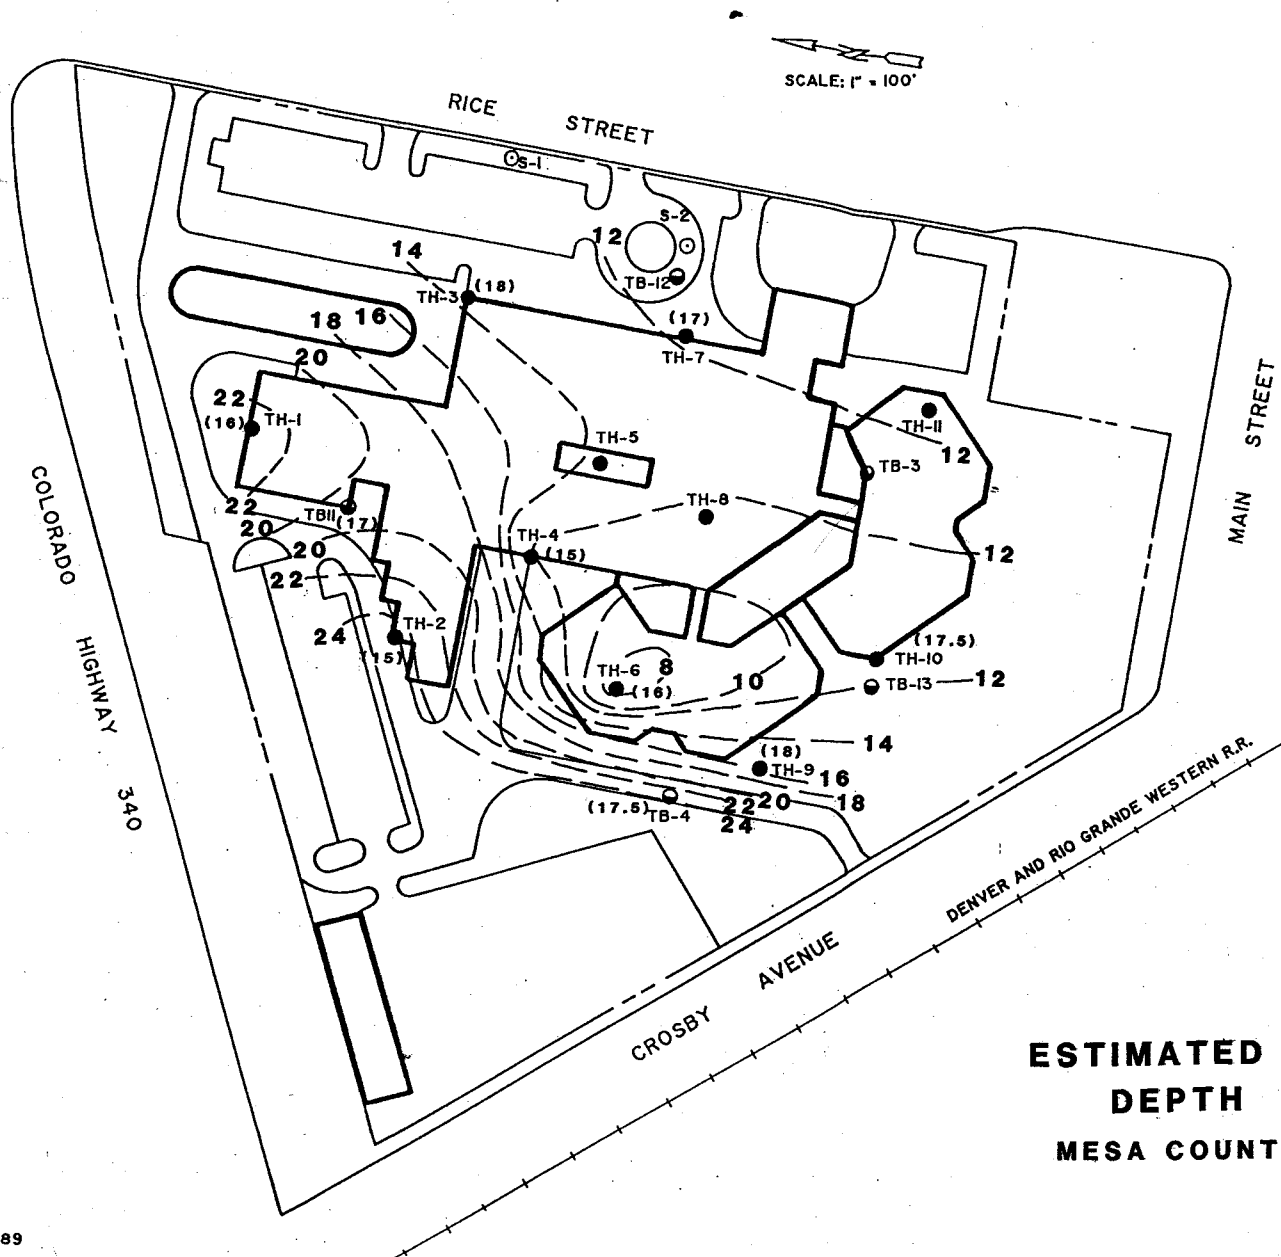 SCALE: 1" = 100'
RICE STREET
S-1
S-2
12
14
TB-12
TH-3 (18)
(17)
18 16
TH-7
20
22
(16) TH-1
TH-11
MAIN STREET
12
TH-5
TB-3
22
TB11 (17)
TH-8
20
TH-4
20
(15)
12
22
COLORADO HIGHWAY 340
24
TH-2
(15)
(17.5)
TH-10
TH-6
8
(16)
10
TB-13
12
14
(18)
TH-9
16
(17.5)
TB-4
22
20
18
24
DENVER AND RIO GRANDE WESTERN R.R.
CROSBY AVENUE
ESTIMATED
DEPTH
MESA COUNT
89